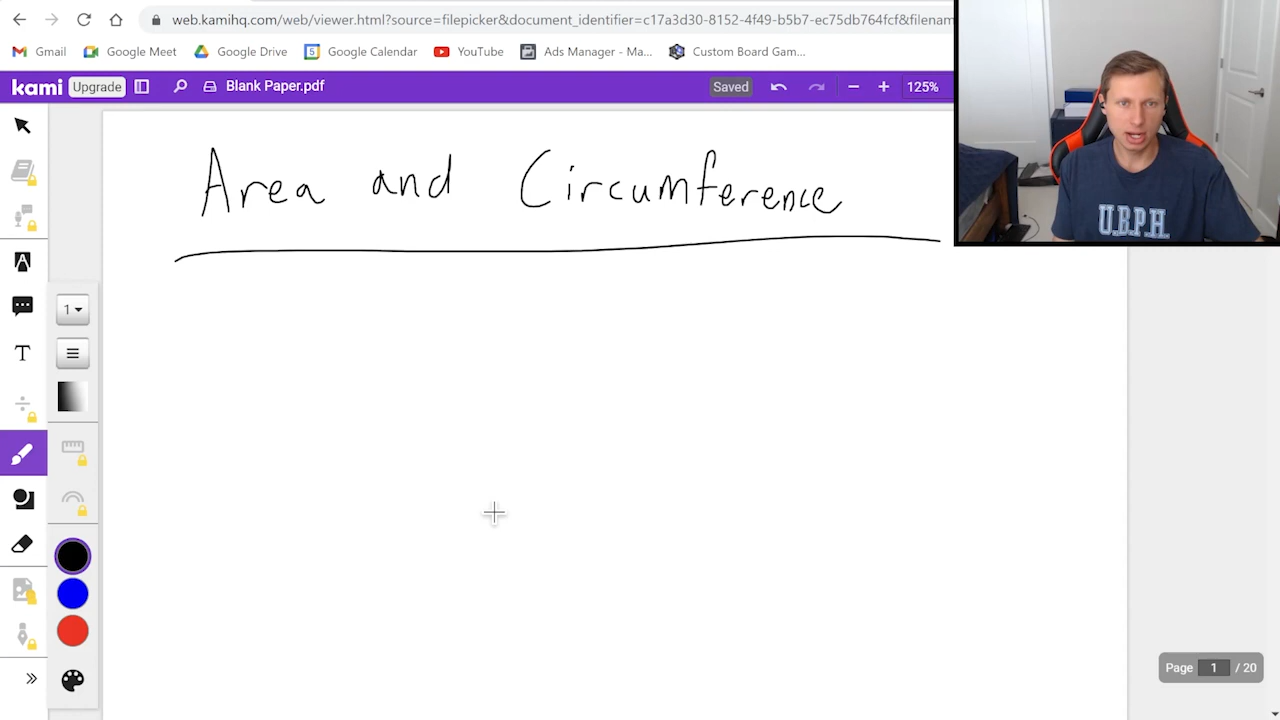 web.kamihq.com/web/viewer.html?source=filepicker&document_identifier=c17a3d30-8152-4f49-b5b7-ec75db764fcf&filenam
Gmail Google Meet Google Drive 5 Google Calendar YouTube Ads Manager - Ma... Custom Board Gam...
kami Upgrade Blank Paper.pdf Saved 125%
Area and Circumference
U.B.P.H.
A
T
1
Page 1 / 20